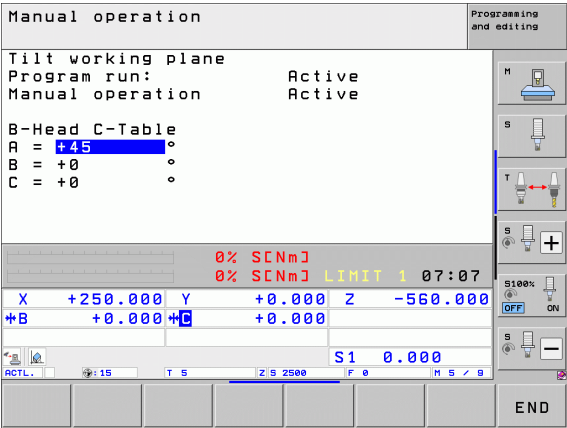 Manual operation
Programming and editing
Tilt working plane
Program run: Active
Manual operation Active
B-Head C-Table
A = +45 °
B = +0 °
C = +0 °
0% S[Nm]
0% S[Nm] LIMIT 1 07:07
X +250.000 Y +0.000 Z -560.000
B +0.000 C +0.000
S1 0.000
ACTL. : 15 T 5 Z S 2500 F 0 M 5 / 9
M
S
T
S
S100%
OFF ON
S
END